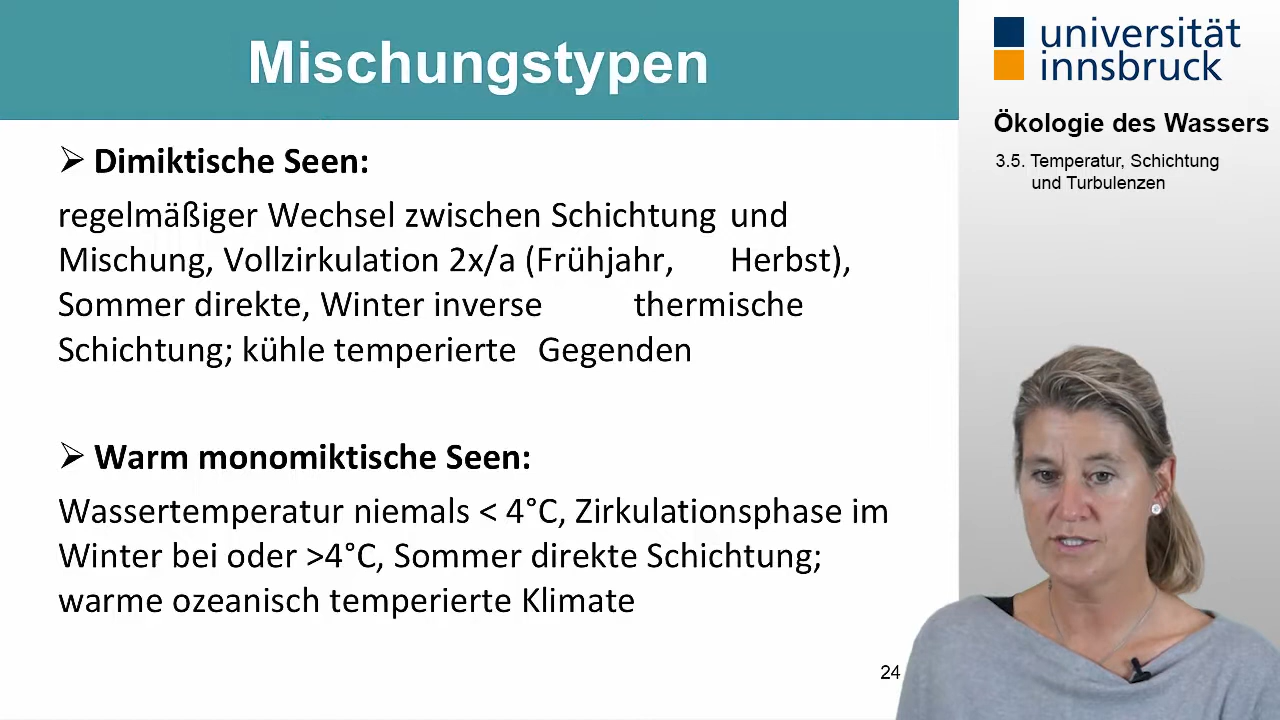 Mischungstypen
➢ Dimiktische Seen:
regelmäßiger Wechsel zwischen Schichtung und
Mischung, Vollzirkulation 2x/a (Frühjahr, Herbst),
Sommer direkte, Winter inverse thermische
Schichtung; kühle temperierte Gegenden
➢ Warm monomiktische Seen:
Wassertemperatur niemals < 4°C, Zirkulationsphase im
Winter bei oder >4°C, Sommer direkte Schichtung;
warme ozeanisch temperierte Klimate
24
universität
innsbruck
Ökologie des Wassers
3.5. Temperatur, Schichtung
und Turbulenzen